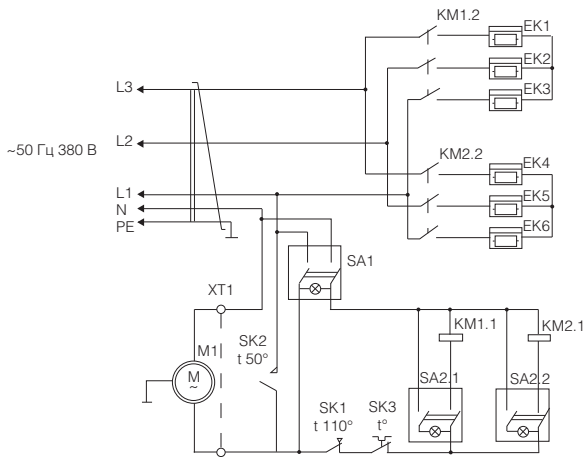 KM1.2
EK1
EK2
EK3
L3
L2
~50 Гц 380 В
KM2.2
EK4
EK5
EK6
L1
N
PE
SA1
XT1
SK2
t 50°
M1
M
~
KM1.1
KM2.1
SA2.1
SA2.2
SK1
t 110°
SK3
t°